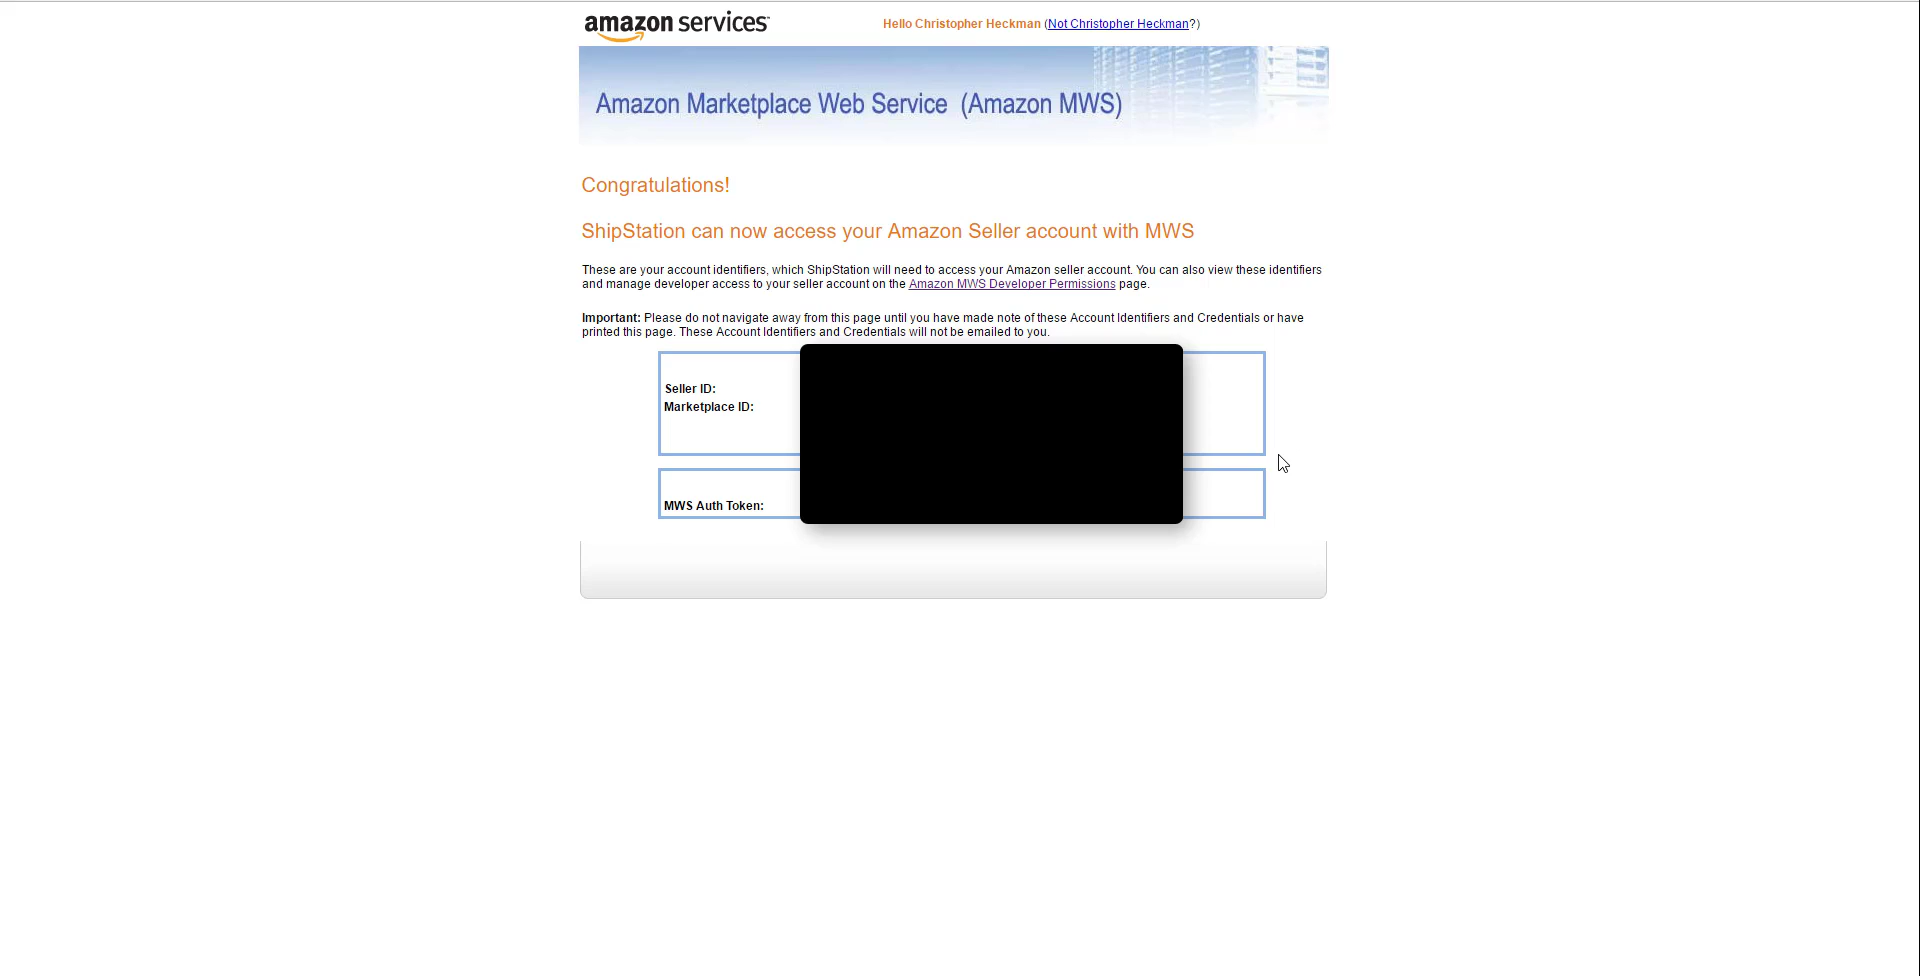 amazon services
Hello Christopher Heckman (Not Christopher Heckman?)
Amazon Marketplace Web Service (Amazon MWS)
Congratulations!
ShipStation can now access your Amazon Seller account with MWS
These are your account identifiers, which ShipStation will need to access your Amazon seller account. You can also view these identifiers
and manage developer access to your seller account on the Amazon MWS Developer Permissions page.
Important: Please do not navigate away from this page until you have made note of these Account Identifiers and Credentials or have
printed this page. These Account Identifiers and Credentials will not be emailed to you.
Seller ID:
Marketplace ID:
MWS Auth Token: